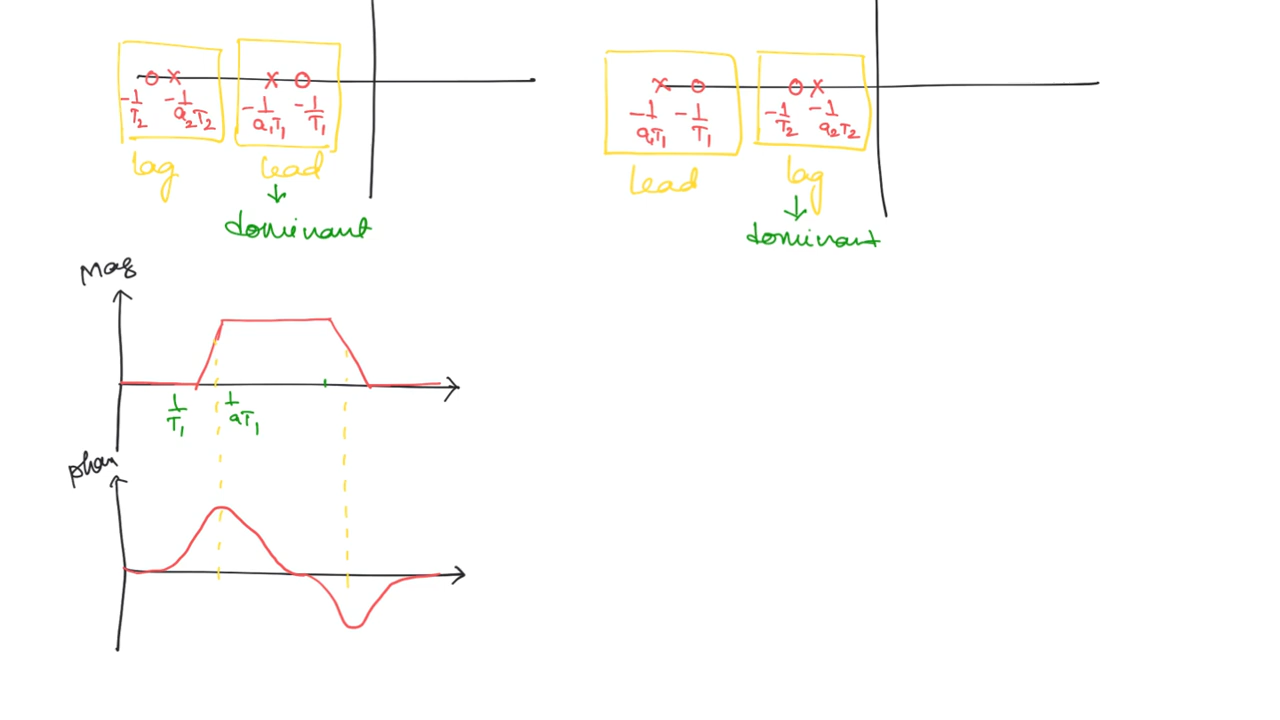 -1/T2 -1/a2T2 -1/a1T1 -1/T1
lag lead
dominant
-1/a1T1 -1/T1 -1/T2 -1/a2T2
lead lag
dominant
Mag
1/T1 1/aT1